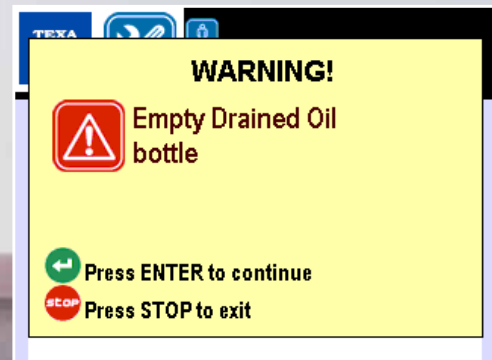 TEXA
WARNING!
Empty Drained Oil
bottle
Press ENTER to continue
stop Press STOP to exit